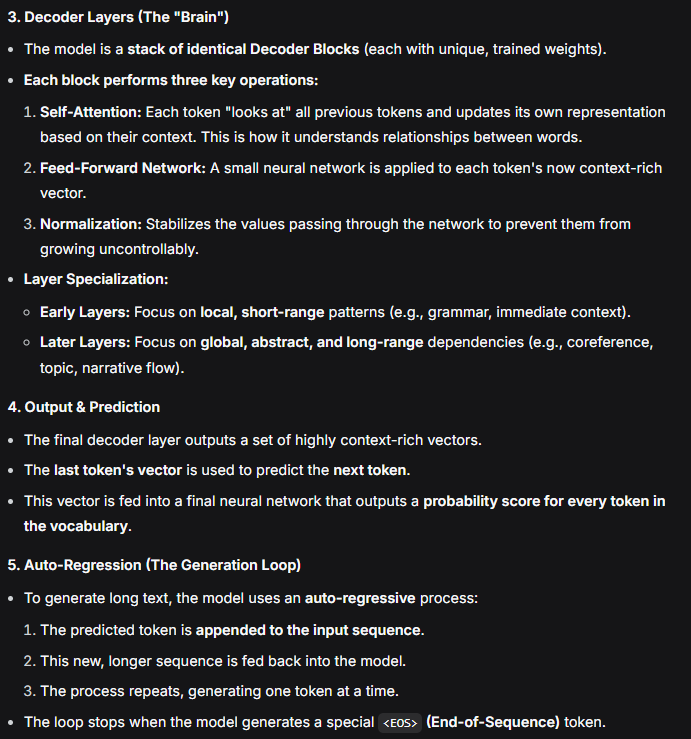 3. Decoder Layers (The "Brain")
• The model is a stack of identical Decoder Blocks (each with unique, trained weights).
• Each block performs three key operations:
1. Self-Attention: Each token "looks at" all previous tokens and updates its own representation
based on their context. This is how it understands relationships between words.
2. Feed-Forward Network: A small neural network is applied to each token's now context-rich
vector.
3. Normalization: Stabilizes the values passing through the network to prevent them from
growing uncontrollably.
• Layer Specialization:
◦ Early Layers: Focus on local, short-range patterns (e.g., grammar, immediate context).
◦ Later Layers: Focus on global, abstract, and long-range dependencies (e.g., coreference,
topic, narrative flow).
4. Output & Prediction
• The final decoder layer outputs a set of highly context-rich vectors.
• The last token's vector is used to predict the next token.
• This vector is fed into a final neural network that outputs a probability score for every token in
the vocabulary.
5. Auto-Regression (The Generation Loop)
• To generate long text, the model uses an auto-regressive process:
1. The predicted token is appended to the input sequence.
2. This new, longer sequence is fed back into the model.
3. The process repeats, generating one token at a time.
• The loop stops when the model generates a special <EOS> (End-of-Sequence) token.